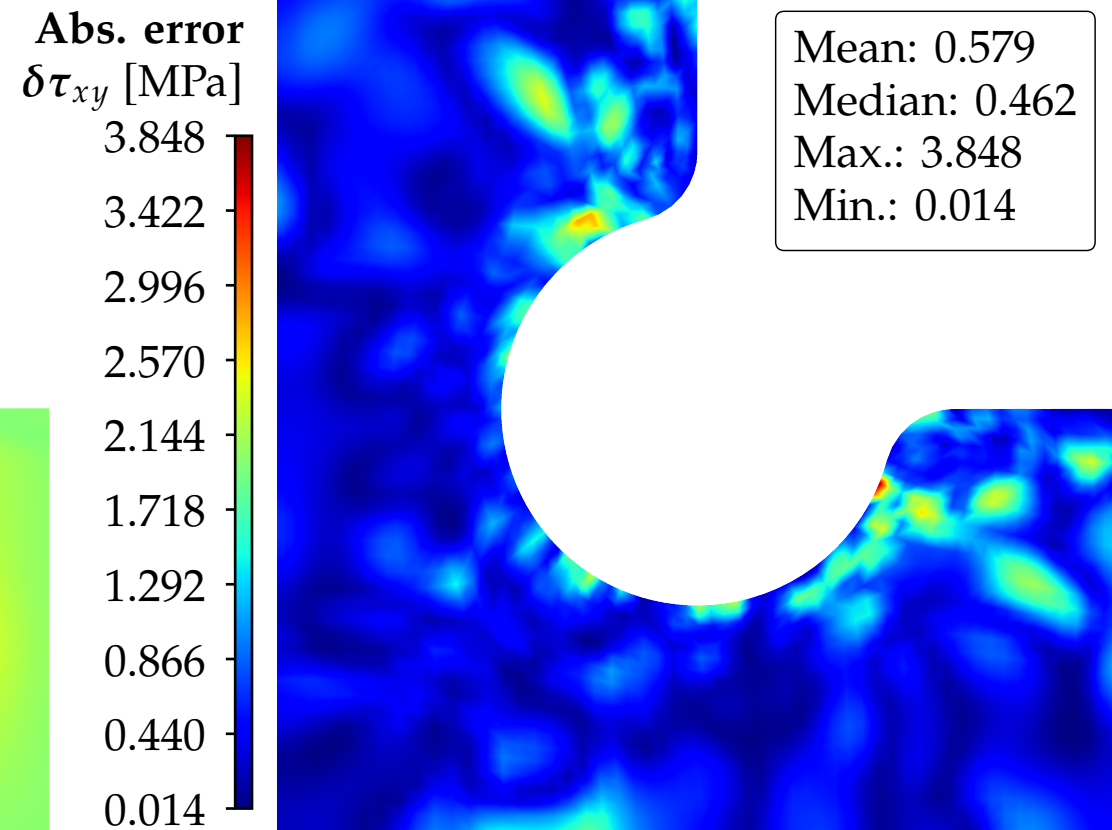 Abs. error
δτxy [MPa]
3.848
3.422
2.996
2.570
2.144
1.718
1.292
0.866
0.440
0.014
Mean: 0.579
Median: 0.462
Max.: 3.848
Min.: 0.014